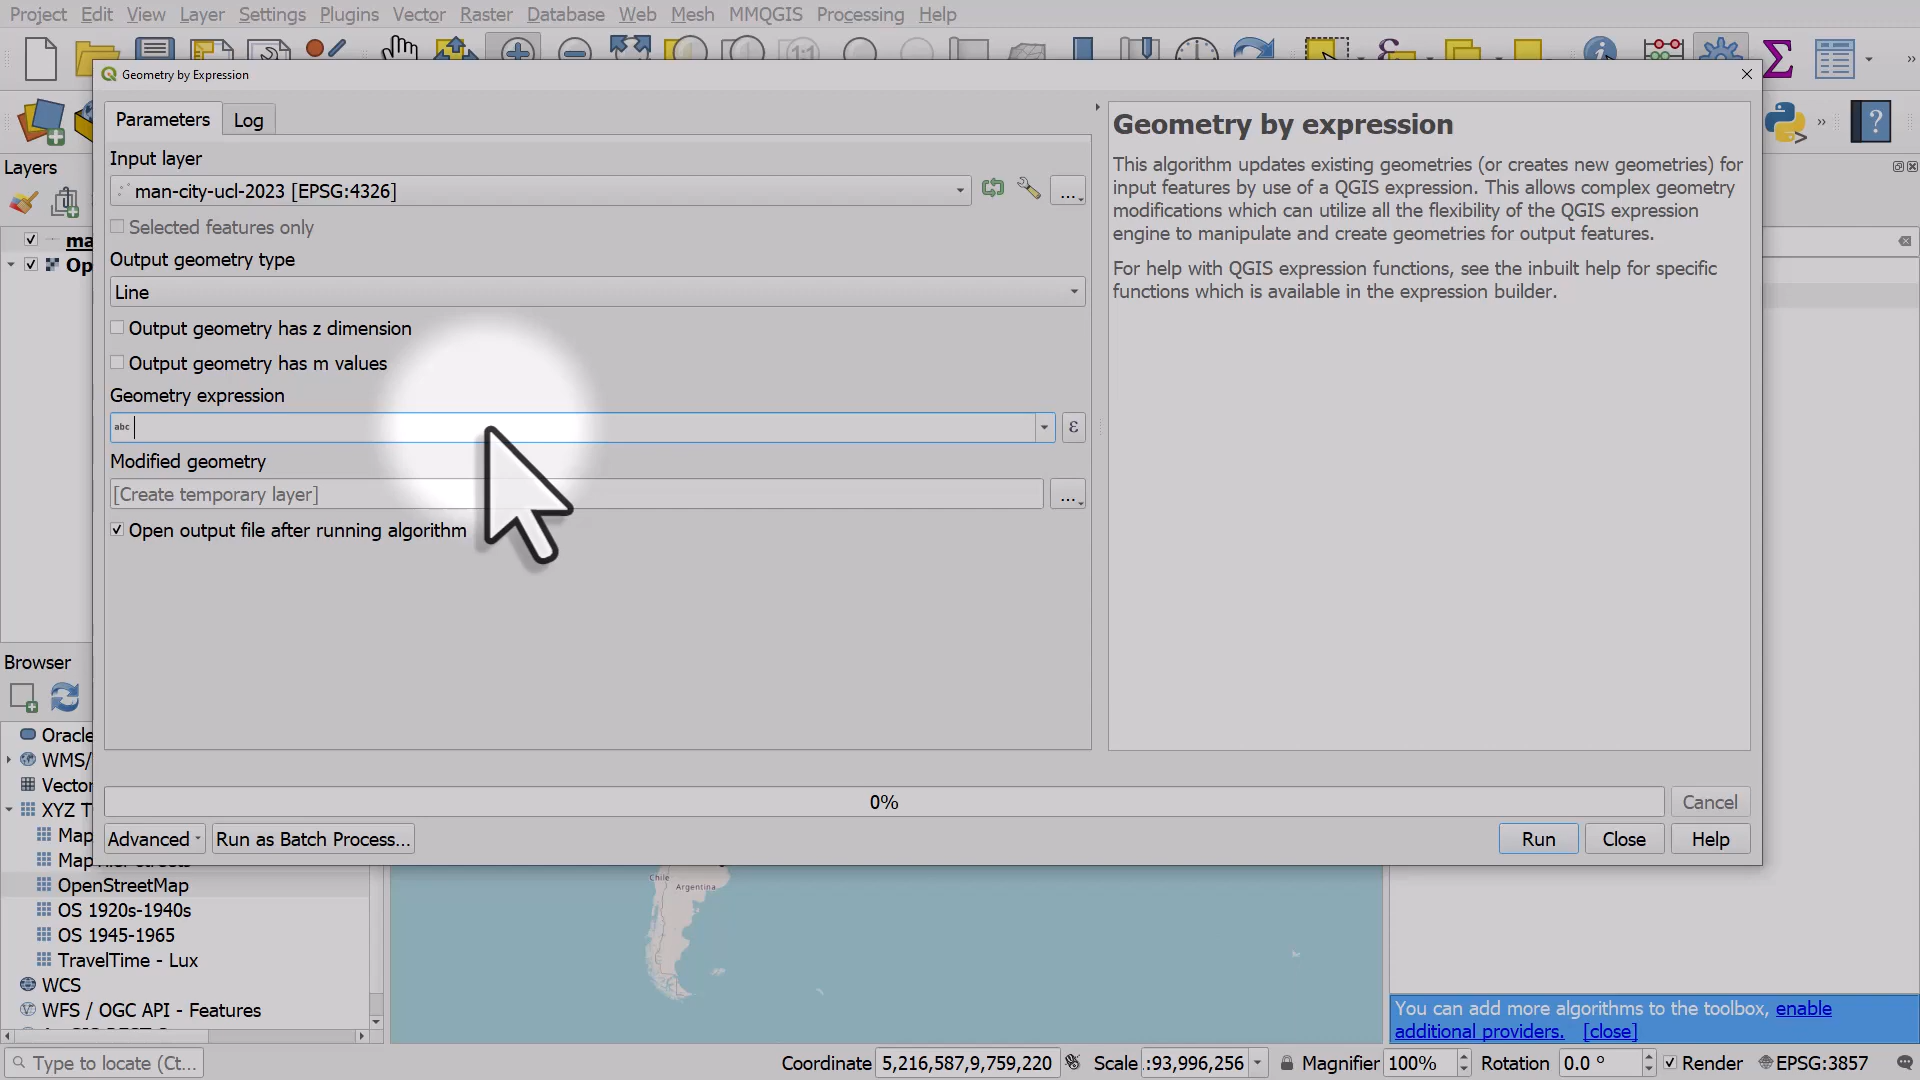 Project Edit View Layer Settings Plugins Vector Raster Database Web Mesh MMQGIS Processing Help
Geometry by Expression
Parameters
Log
Input layer
man-city-ucl-2023 [EPSG:4326]
...
Selected features only
Output geometry type
Line
Output geometry has z dimension
Output geometry has m values
Geometry expression
abc
ε
Modified geometry
[Create temporary layer]
...
Open output file after running algorithm
Geometry by expression
This algorithm updates existing geometries (or creates new geometries) for
input features by use of a QGIS expression. This allows complex geometry
modifications which can utilize all the flexibility of the QGIS expression
engine to manipulate and create geometries for output features.
For help with QGIS expression functions, see the inbuilt help for specific
functions which is available in the expression builder.
0%
Cancel
Advanced
Run as Batch Process...
Run
Close
Help
Layers
ma
Op
Browser
Oracle
WMS/
Vector
XYZ T
Map
OpenStreetMap
OS 1920s-1940s
OS 1945-1965
TravelTime - Lux
WCS
WFS / OGC API - Features
Chile
Argentina
You can add more algorithms to the toolbox, enable
additional providers. [close]
Type to locate (Ct...
Coordinate 5,216,587,9,759,220 Scale :93,996,256 Magnifier 100% Rotation 0.0 ° Render EPSG:3857